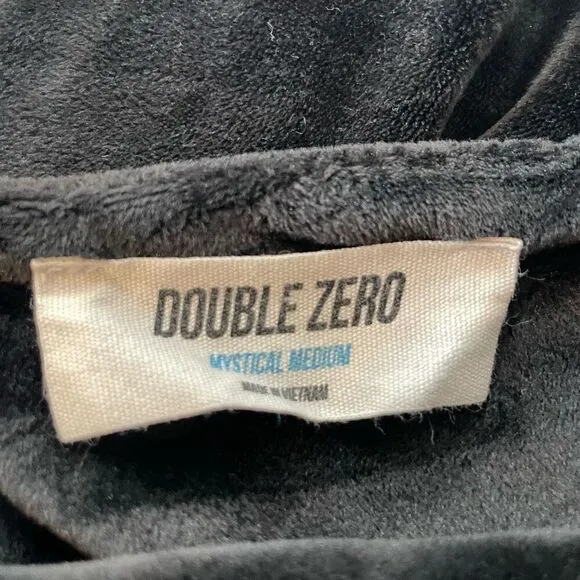 DOUBLE ZERO
MYSTICAL MEDIUM
MADE IN VIETNAM